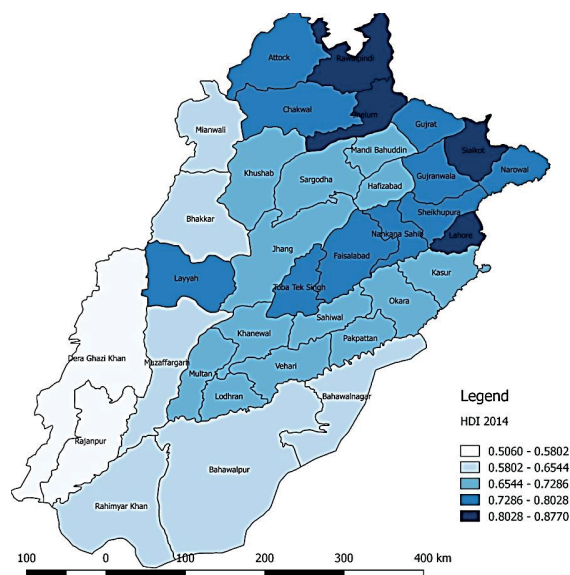 Attock
Rawalpindi
Chakwal
Jhelum
Mianwali
Gujrat
Mandi Bahuddin
Sialkot
Khushab
Sargodha
Hafizabad
Gujranwala
Narowal
Bhakkar
Sheikhupura
Nankana Sahib
Lahore
Jhang
Faisalabad
Kasur
Layyah
Toba Tek Singh
Okara
Sahiwal
Khanewal
Pakpattan
Dera Ghazi Khan
Muzaffargarh
Multan
Vehari
Lodhran
Bahawalnagar
Rajanpur
Bahawalpur
Rahimyar Khan
Legend
HDI 2014
0.5060 - 0.5802
0.5802 - 0.6544
0.6544 - 0.7286
0.7286 - 0.8028
0.8028 - 0.8770
100 0 100 200 300 400 km